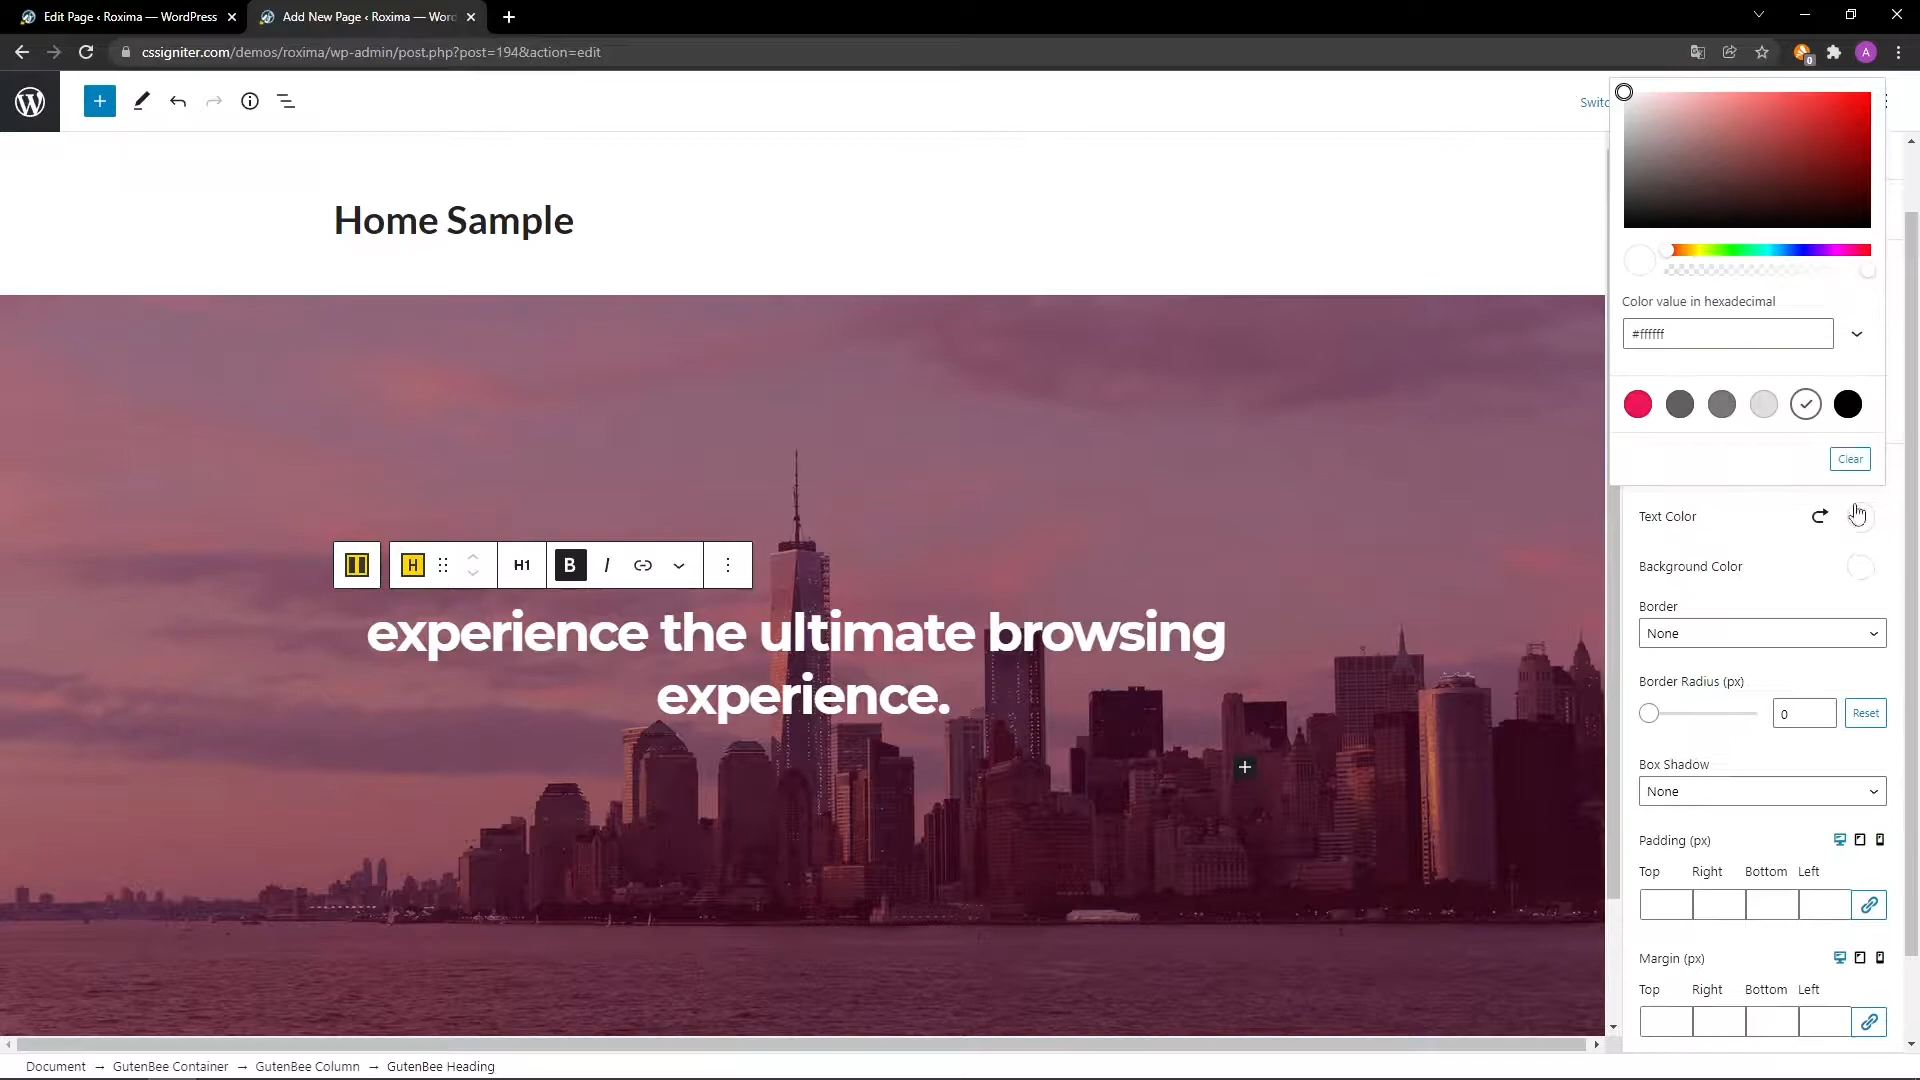 Edit Page ‹ Roxima — WordPress
Add New Page ‹ Roxima — Word
cssigniter.com/demos/roxima/wp-admin/post.php?post=194&action=edit
0
A
Switc
Home Sample
Color value in hexadecimal
#ffffff
Clear
Text Color
H
H1
B
I
Background Color
experience the ultimate browsing
experience.
Border
None
Border Radius (px)
0
Reset
Box Shadow
None
Padding (px)
Top Right Bottom Left
Margin (px)
Top Right Bottom Left
Document → GutenBee Container → GutenBee Column → GutenBee Heading